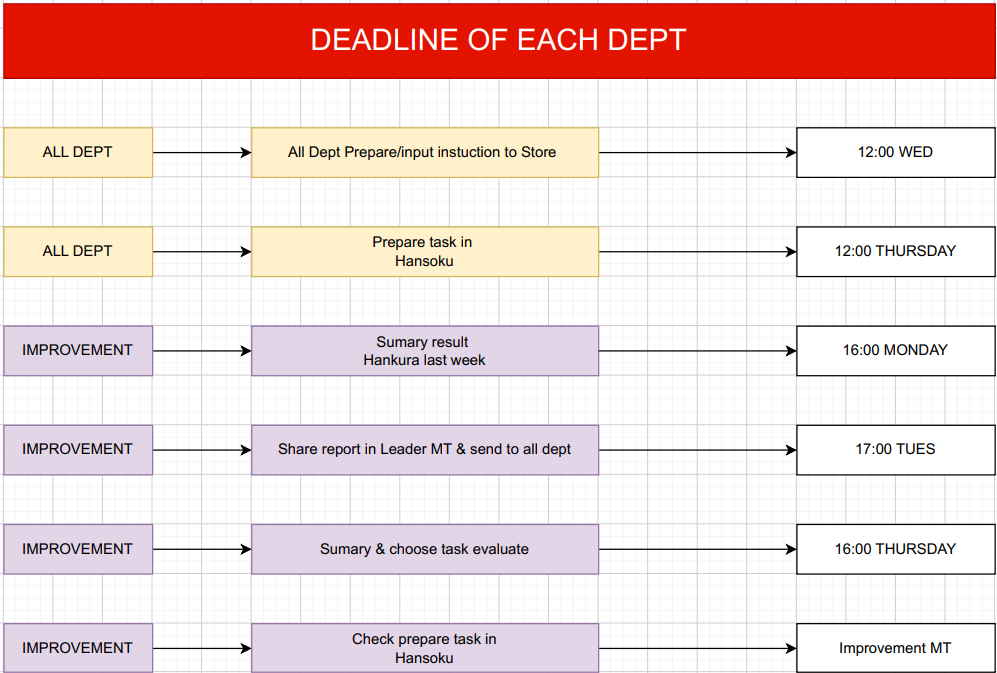 DEADLINE OF EACH DEPT
ALL DEPT
All Dept Prepare/input instuction to Store
12:00 WED
ALL DEPT
Prepare task in
Hansoku
12:00 THURSDAY
IMPROVEMENT
Sumary result
Hankura last week
16:00 MONDAY
IMPROVEMENT
Share report in Leader MT & send to all dept
17:00 TUES
IMPROVEMENT
Sumary & choose task evaluate
16:00 THURSDAY
IMPROVEMENT
Check prepare task in
Hansoku
Improvement MT